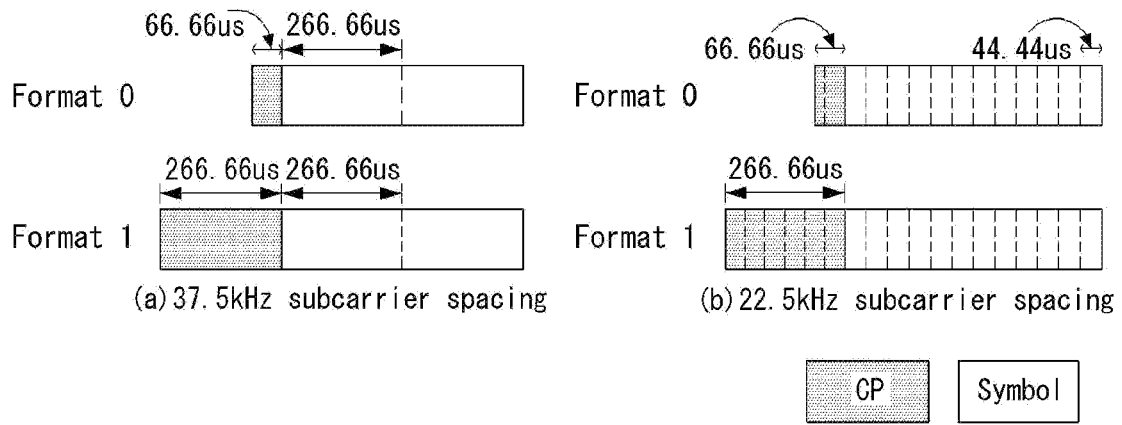 66.66us 266.66us
Format 0
266.66us 266.66us
Format 1
(a)37.5kHz subcarrier spacing
66.66us 44.44us
Format 0
266.66us
Format 1
(b)22.5kHz subcarrier spacing
CP Symbol